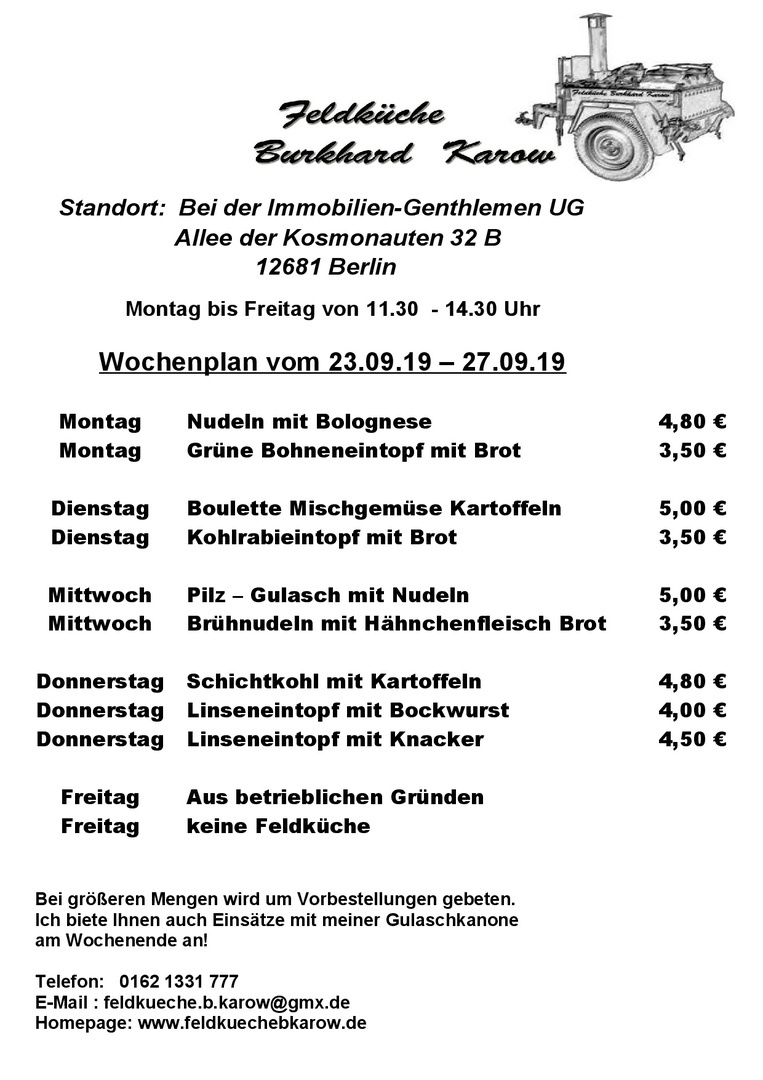 Feldküche Burkhard Karow
Feldküche
Burkhard Karow
Standort: Bei der Immobilien-Genthlemen UG
Allee der Kosmonauten 32 B
12681 Berlin
Montag bis Freitag von 11.30 - 14.30 Uhr
Wochenplan vom 23.09.19 – 27.09.19
Montag Nudeln mit Bolognese 4,80 €
Montag Grüne Bohneneintopf mit Brot 3,50 €
Dienstag Boulette Mischgemüse Kartoffeln 5,00 €
Dienstag Kohlrabieintopf mit Brot 3,50 €
Mittwoch Pilz – Gulasch mit Nudeln 5,00 €
Mittwoch Brühnudeln mit Hähnchenfleisch Brot 3,50 €
Donnerstag Schichtkohl mit Kartoffeln 4,80 €
Donnerstag Linseneintopf mit Bockwurst 4,00 €
Donnerstag Linseneintopf mit Knacker 4,50 €
Freitag Aus betrieblichen Gründen
Freitag keine Feldküche
Bei größeren Mengen wird um Vorbestellungen gebeten.
Ich biete Ihnen auch Einsätze mit meiner Gulaschkanone
am Wochenende an!
Telefon: 0162 1331 777
E-Mail : feldkueche.b.karow@gmx.de
Homepage: www.feldkuechebkarow.de